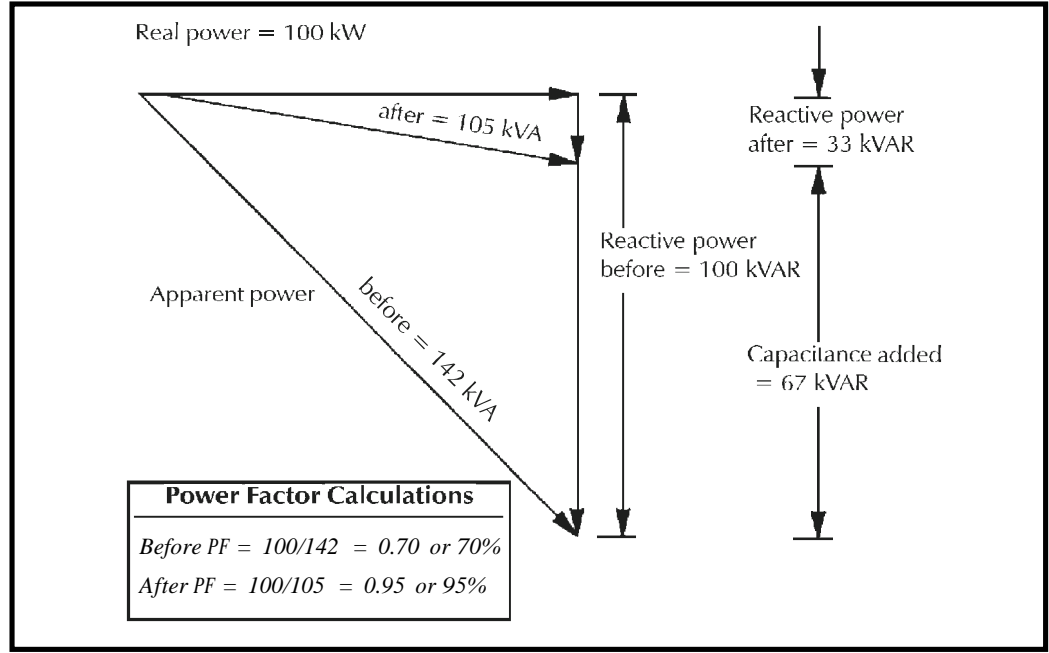 Real power = 100 kW
after = 105 kVA
Reactive power
after = 33 kVAR
Reactive power
before = 100 kVAR
Apparent power
before = 142 kVA
Capacitance added
= 67 kVAR
Power Factor Calculations
Before PF = 100/142 = 0.70 or 70%
After PF = 100/105 = 0.95 or 95%